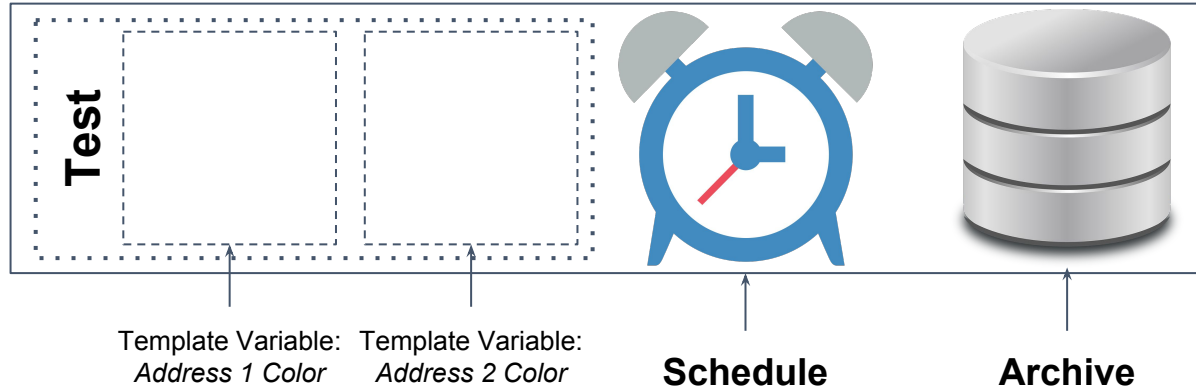 Test
Template Variable:
Address 1 Color
Template Variable:
Address 2 Color
Schedule
Archive